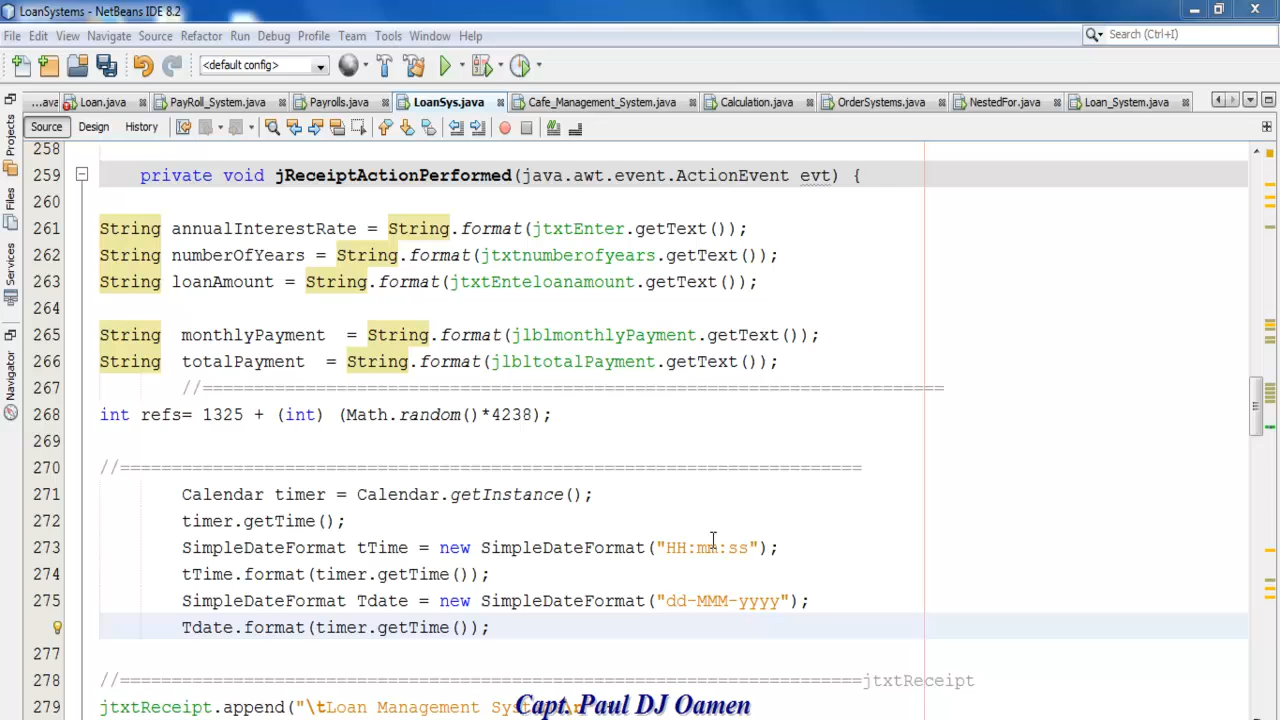 LoanSystems - NetBeans IDE 8.2
File Edit View Navigate Source Refactor Run Debug Profile Team Tools Window Help
Search (Ctrl+I)
<default config>
...ava Loan.java PayRoll_System.java Payrolls.java LoanSys.java Cafe_Management_System.java Calculation.java OrderSystems.java NestedFor.java Loan_System.java
Source Design History
Projects
Files
Services
Navigator
258
259 private void jReceiptActionPerformed(java.awt.event.ActionEvent evt) {
260
261 String annualInterestRate = String.format(jtxtEnter.getText());
262 String numberOfYears = String.format(jtxtnumberofyears.getText());
263 String loanAmount = String.format(jtxtEnteloanamount.getText());
264
265 String monthlyPayment = String.format(jlblmonthlyPayment.getText());
266 String totalPayment = String.format(jlbltotalPayment.getText());
267 //========================================================================
268 int refs= 1325 + (int) (Math.random()*4238);
269
270 //========================================================================
271 Calendar timer = Calendar.getInstance();
272 timer.getTime();
273 SimpleDateFormat tTime = new SimpleDateFormat("HH:mm:ss");
274 tTime.format(timer.getTime());
275 SimpleDateFormat Tdate = new SimpleDateFormat("dd-MMM-yyyy");
276 Tdate.format(timer.getTime());
277
278 //========================================================================jtxtReceipt
279 jtxtReceipt.append("\tLoan Management Sys
Capt. Paul DJ Oamen